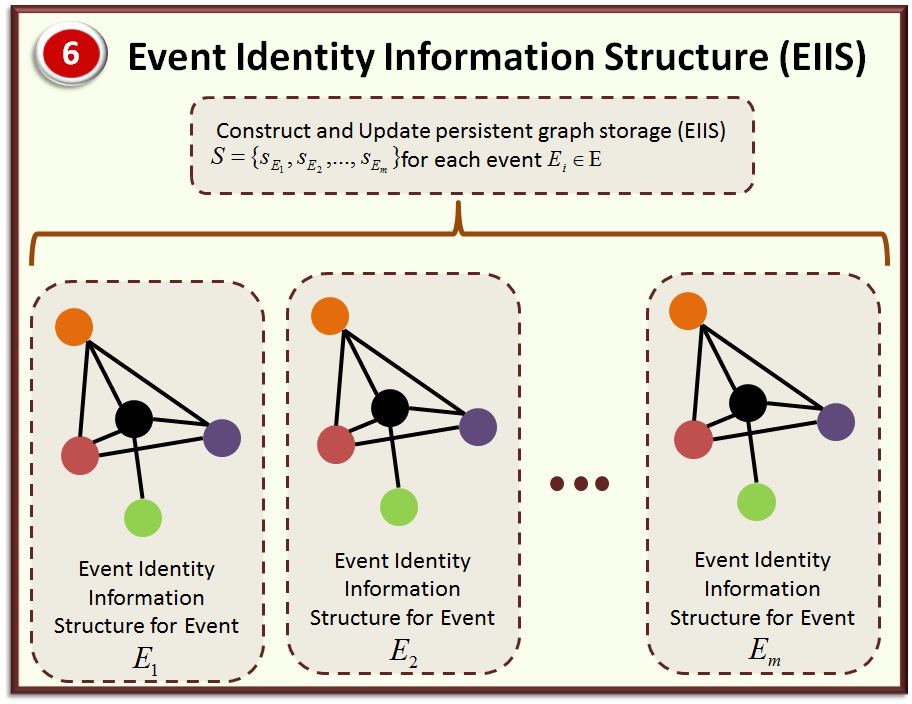 6
Event Identity Information Structure (EIIS)
Construct and Update persistent graph storage (EIIS)
S = {s_{E_1}, s_{E_2},..., s_{E_m}} for each event E_i ∈ E
Event Identity
Information
Structure for Event
E_1
Event Identity
Information
Structure for Event
E_2
Event Identity
Information
Structure for Event
E_m